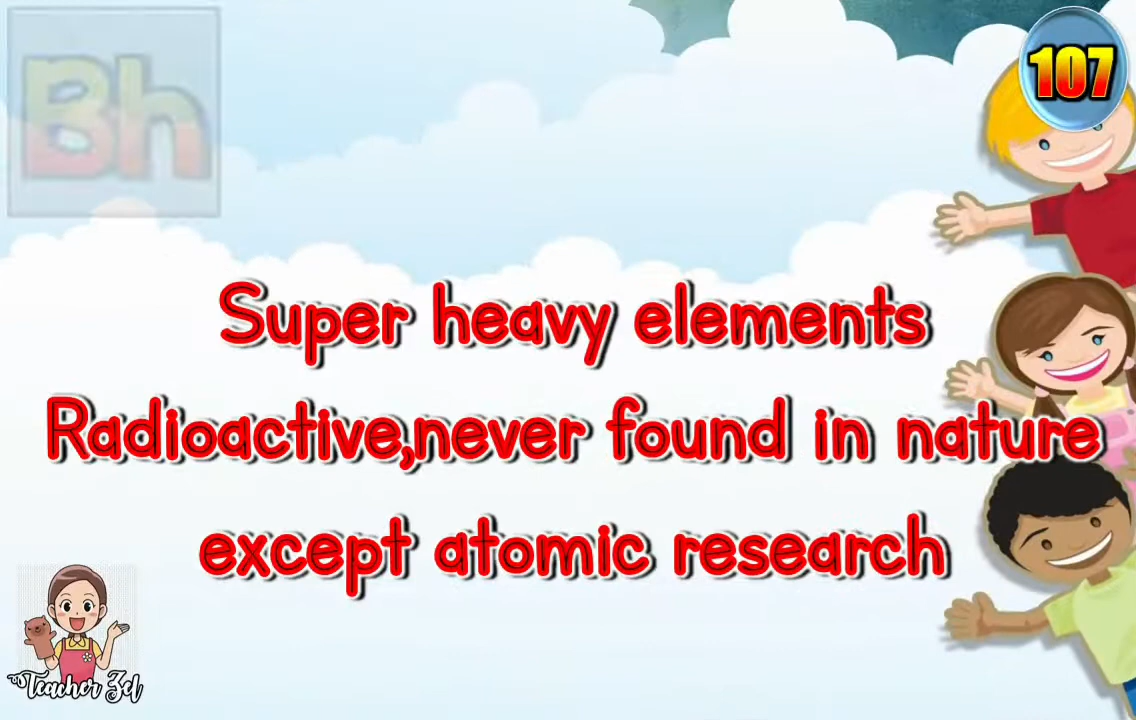 Bh
107
Super heavy elements
Radioactive,never found in nature
except atomic research
Teacher Zel